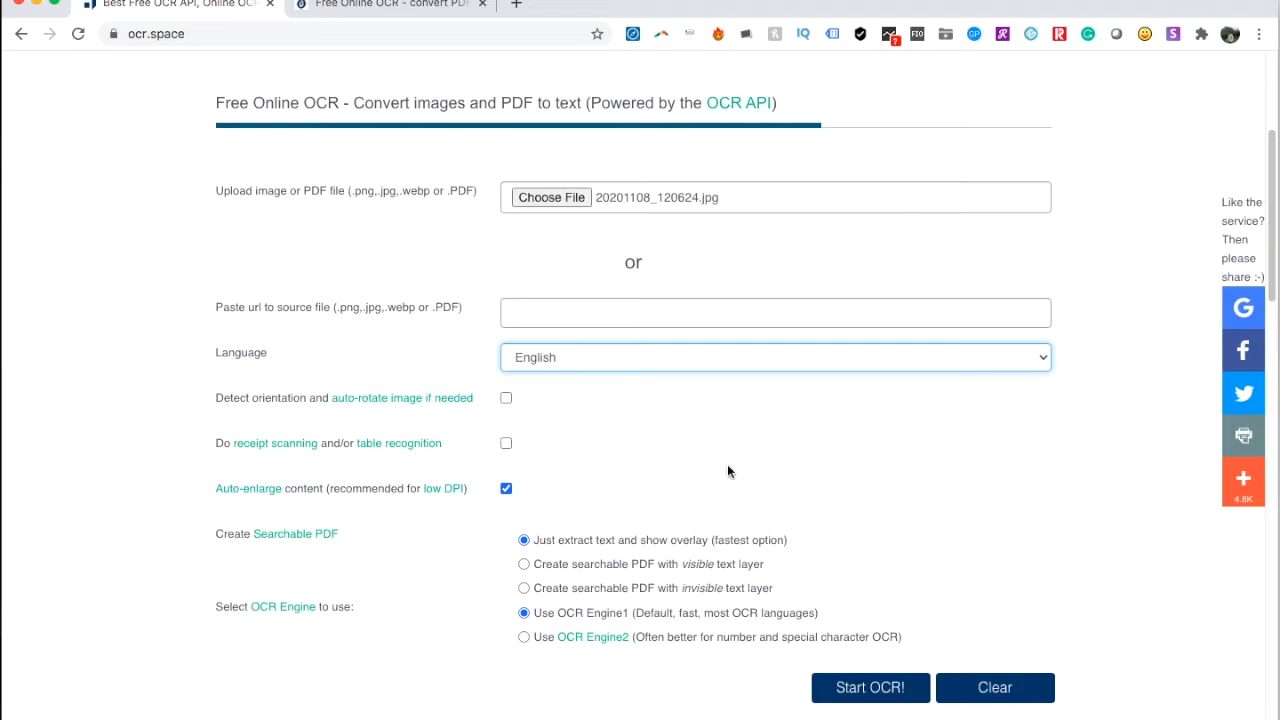 Best Free OCR API, Online OCR
Free Online OCR - convert PDF
ocr.space
Free Online OCR - Convert images and PDF to text (Powered by the OCR API)
Upload image or PDF file (.png,.jpg,.webp or .PDF)
Choose File 20201108_120624.jpg
or
Paste url to source file (.png,.jpg,.webp or .PDF)
Language
English
Detect orientation and auto-rotate image if needed
Do receipt scanning and/or table recognition
Auto-enlarge content (recommended for low DPI)
Create Searchable PDF
Just extract text and show overlay (fastest option)
Create searchable PDF with visible text layer
Create searchable PDF with invisible text layer
Select OCR Engine to use:
Use OCR Engine1 (Default, fast, most OCR languages)
Use OCR Engine2 (Often better for number and special character OCR)
Start OCR!
Clear
Like the
service?
Then
please
share :-)
4.8K